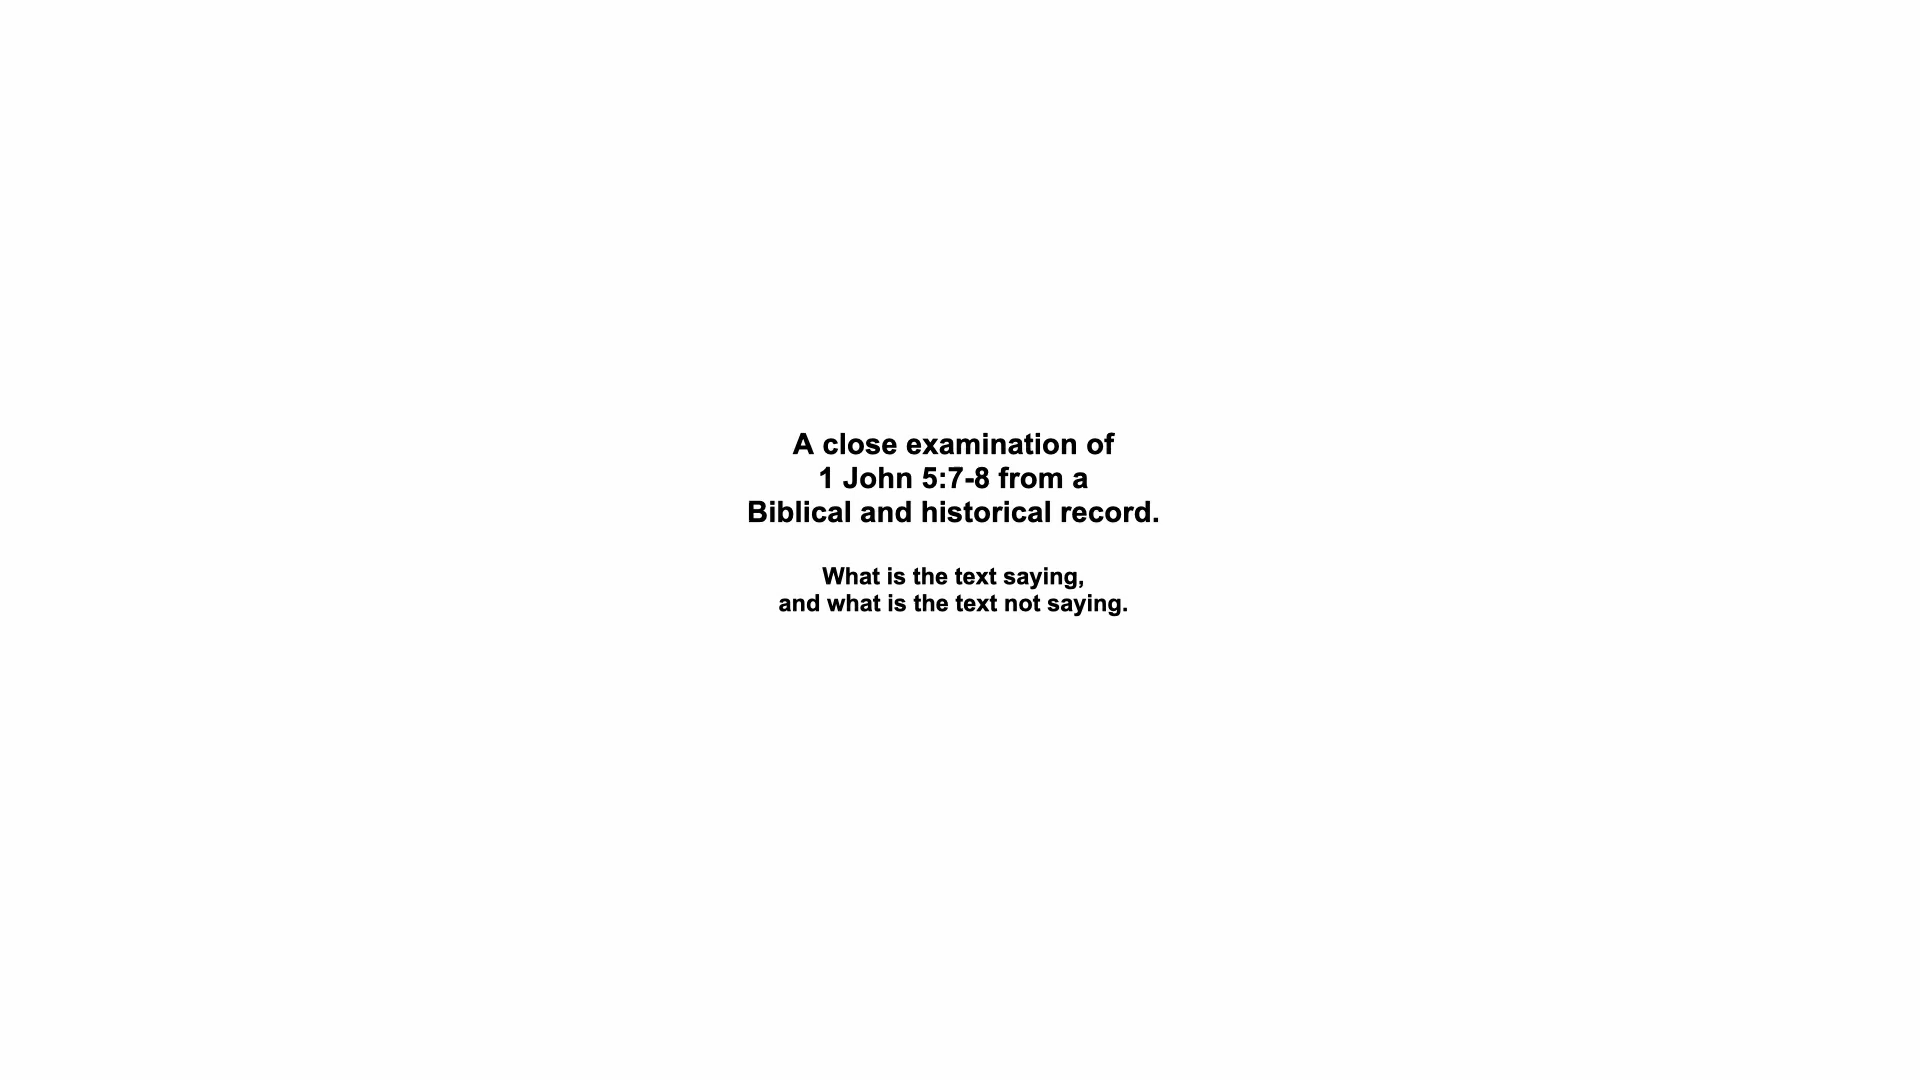 A close examination of
1 John 5:7-8 from a
Biblical and historical record.
What is the text saying,
and what is the text not saying.